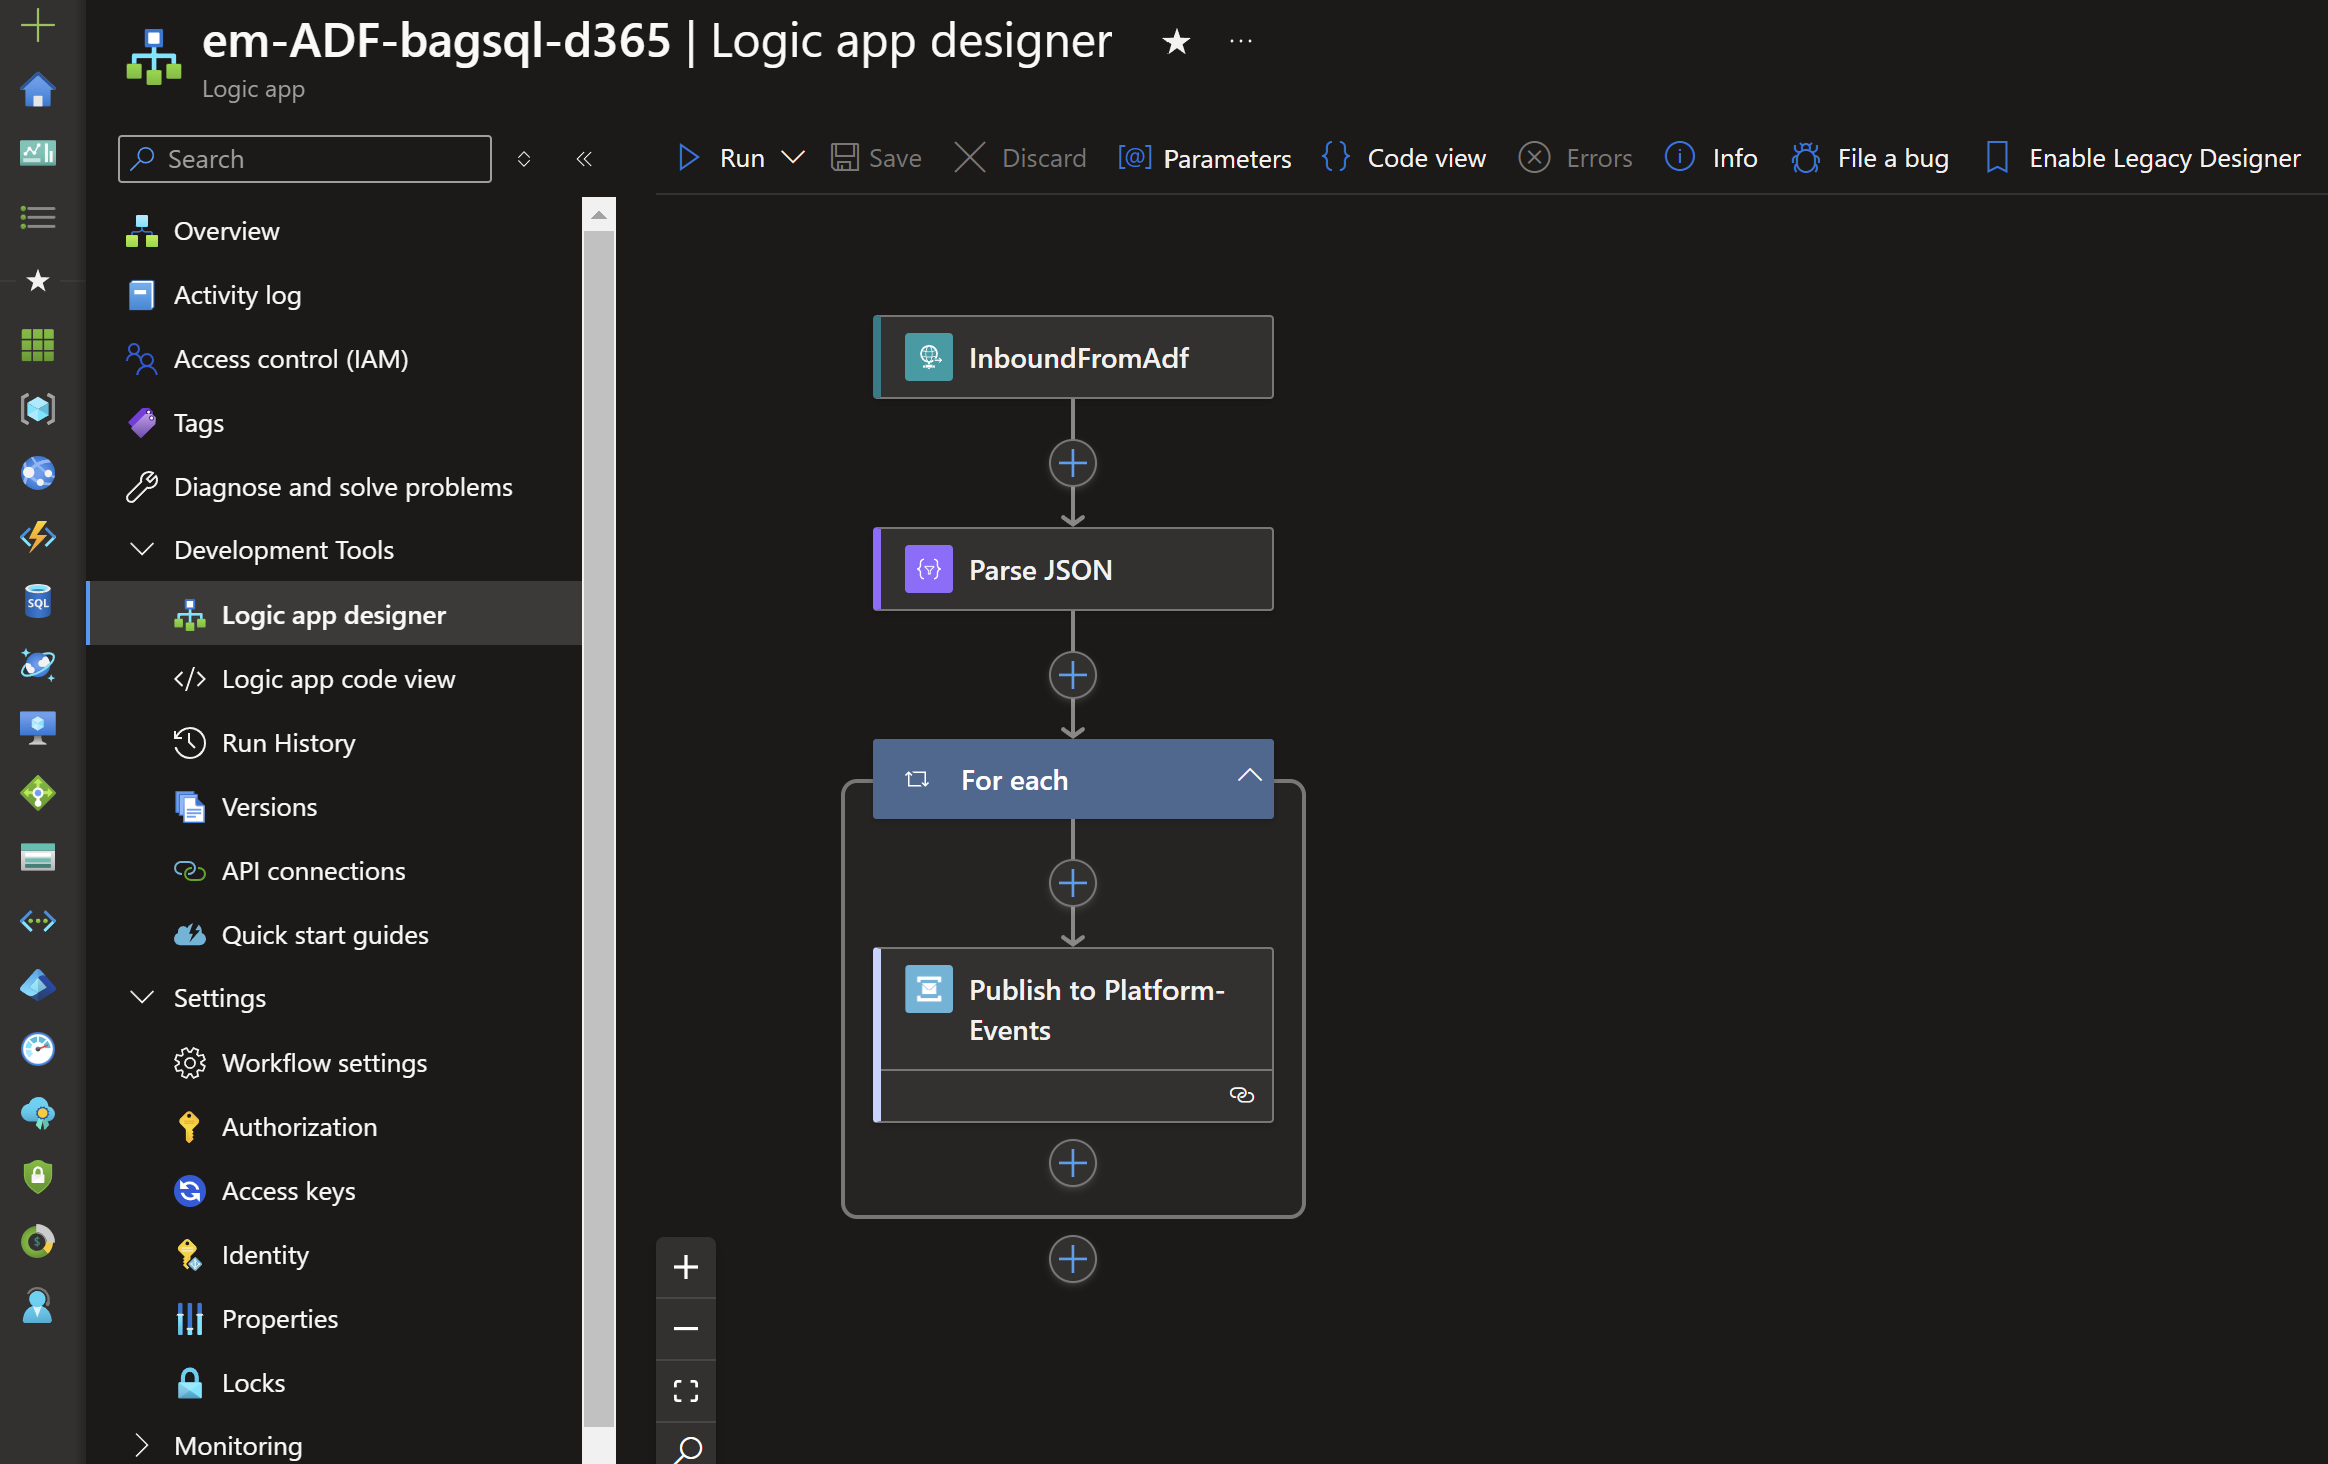 em-ADF-bagsql-d365 | Logic app designer
Logic app
Search
Run
Save
Discard
Parameters
Code view
Errors
Info
File a bug
Enable Legacy Designer
Overview
Activity log
Access control (IAM)
Tags
Diagnose and solve problems
Development Tools
Logic app designer
Logic app code view
Run History
Versions
API connections
Quick start guides
Settings
Workflow settings
Authorization
Access keys
Identity
Properties
Locks
Monitoring
SQL
InboundFromAdf
Parse JSON
For each
Publish to Platform-
Events